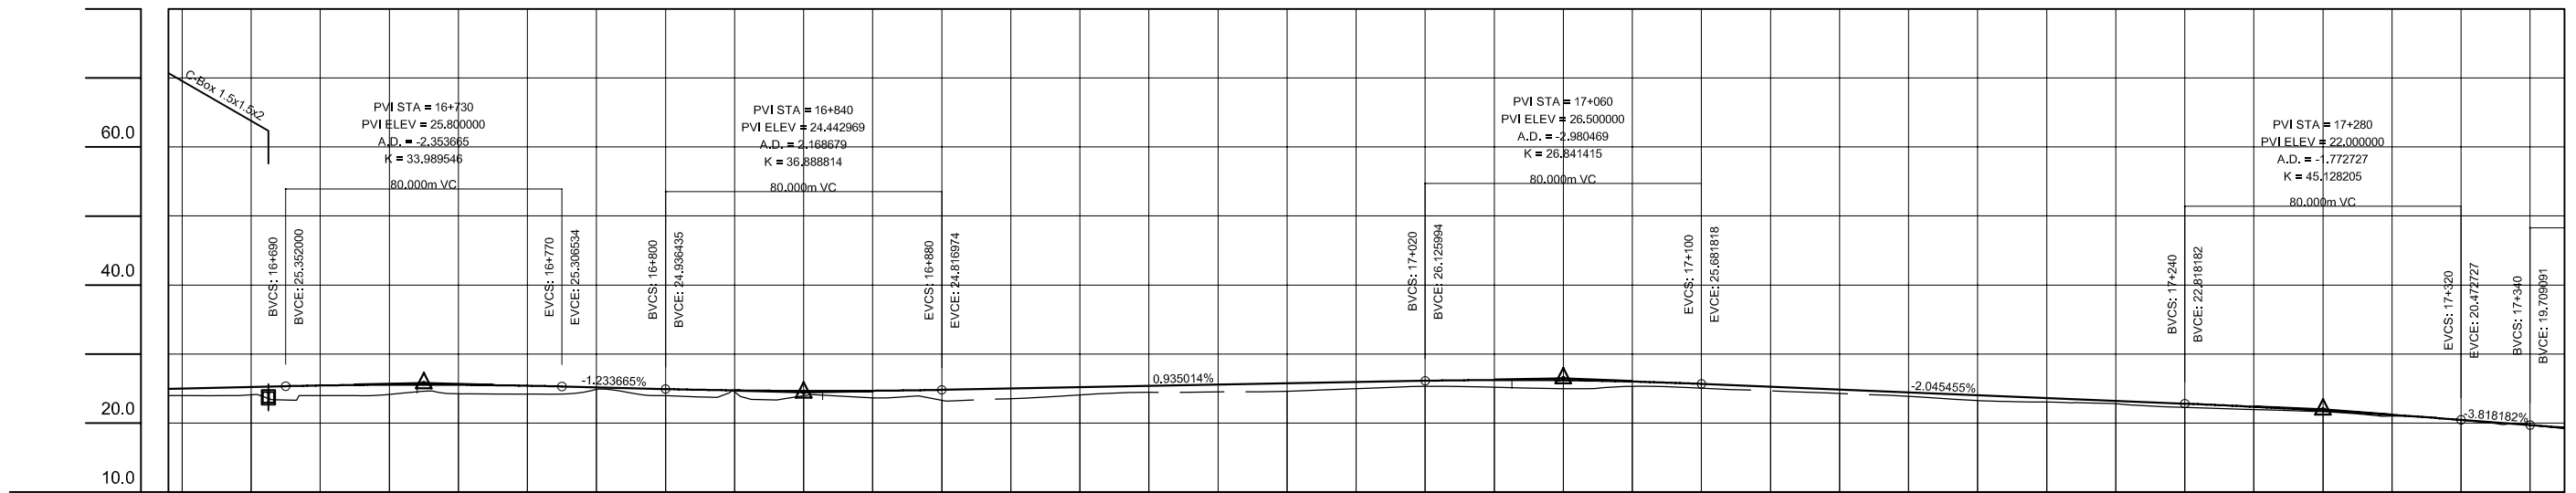 C-Box 1.5x1.5x2
60.0
40.0
20.0
10.0
PVI STA = 16+730
PVI ELEV = 25.800000
A.D. = -2.353665
K = 33.989546
80.000m VC
BVCS: 16+690
BVCE: 25.352000
EVCS: 16+770
EVCE: 25.306534
-1.233665%
PVI STA = 16+840
PVI ELEV = 24.442969
A.D. = 2.168679
K = 36.888814
80.000m VC
BVCS: 16+800
BVCE: 24.936435
EVCS: 16+880
EVCE: 24.816974
0.935014%
PVI STA = 17+060
PVI ELEV = 26.500000
A.D. = -2.980469
K = 26.841415
80.000m VC
BVCS: 17+020
BVCE: 26.125994
EVCS: 17+100
EVCE: 25.681818
-2.045455%
PVI STA = 17+280
PVI ELEV = 22.000000
A.D. = -1.772727
K = 45.128205
80.000m VC
BVCS: 17+240
BVCE: 22.818182
EVCS: 17+320
EVCE: 20.472727
-3.818182%
BVCS: 17+340
BVCE: 19.709091